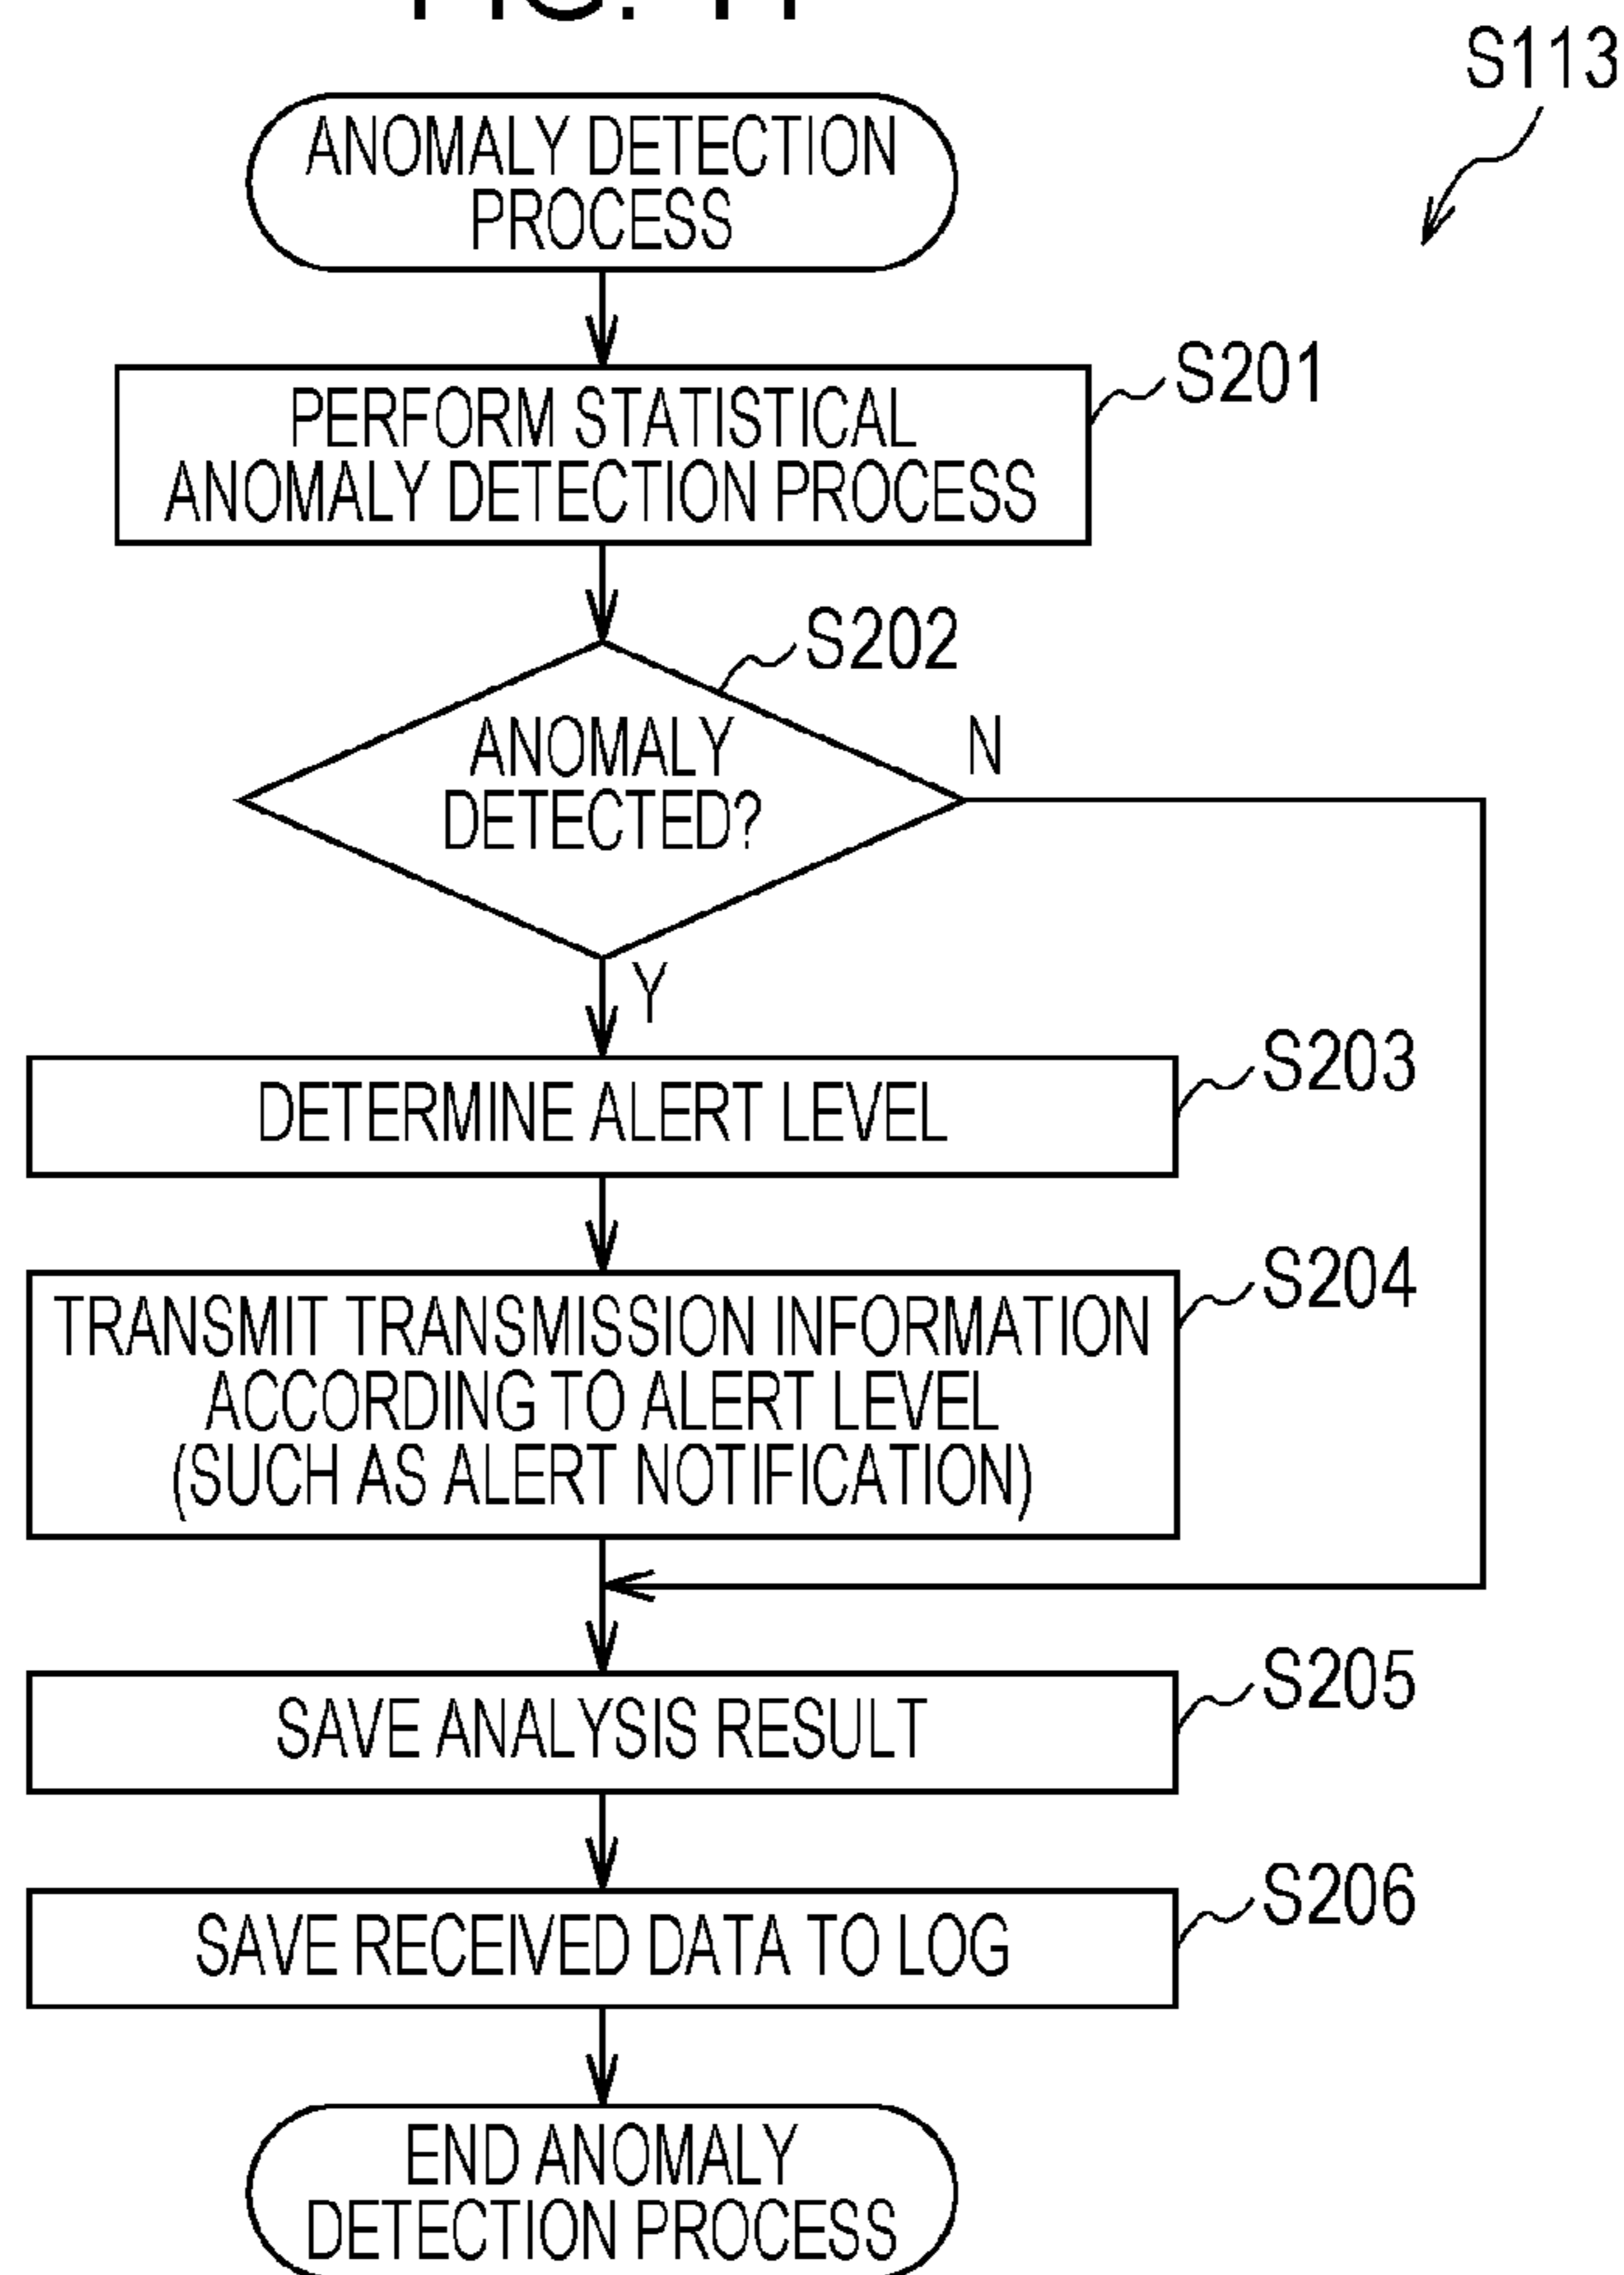 S113
ANOMALY DETECTION
PROCESS
S201
PERFORM STATISTICAL
ANOMALY DETECTION PROCESS
S202
ANOMALY
DETECTED?
N
Y
S203
DETERMINE ALERT LEVEL
S204
TRANSMIT TRANSMISSION INFORMATION
ACCORDING TO ALERT LEVEL
(SUCH AS ALERT NOTIFICATION)
S205
SAVE ANALYSIS RESULT
S206
SAVE RECEIVED DATA TO LOG
END ANOMALY
DETECTION PROCESS